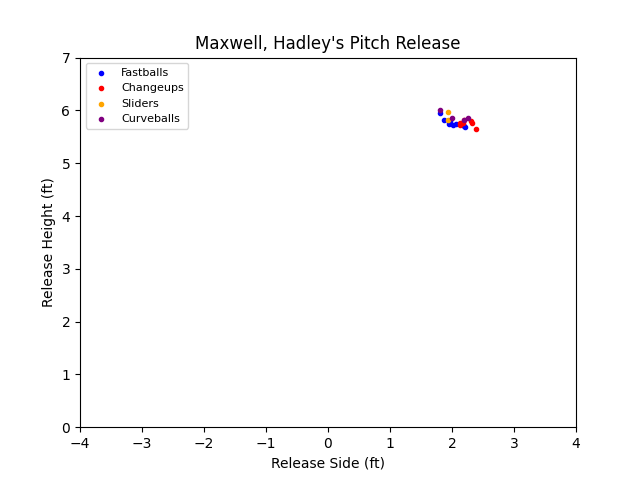 Maxwell, Hadley's Pitch Release
Fastballs
Changeups
Sliders
Curveballs
7
6
5
4
3
2
1
0
Release Height (ft)
−4 −3 −2 −1 0 1 2 3 4
Release Side (ft)